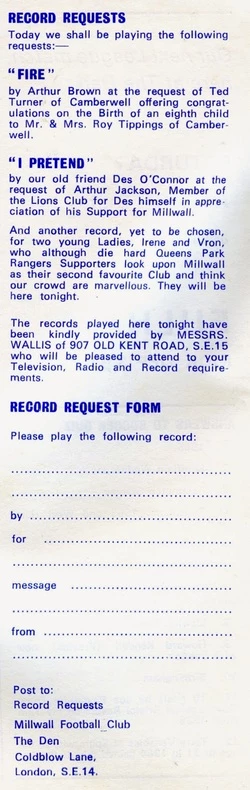 RECORD REQUESTS
Today we shall be playing the following
requests:—
"FIRE"
by Arthur Brown at the request of Ted
Turner of Camberwell offering congrat-
ulations on the Birth of an eighth child
to Mr. & Mrs. Roy Tippings of Camber-
well.
"I PRETEND"
by our old friend Des O'Connor at the
request of Arthur Jackson, Member of
the Lions Club for Des himself in appre-
ciation of his Support for Millwall.
And another record, yet to be chosen,
for two young Ladies, Irene and Vron,
who although die hard Queens Park
Rangers Supporters look upon Millwall
as their second favourite Club and think
our crowd are marvellous. They will be
here tonight.
The records played here tonight have
been kindly provided by MESSRS.
WALLIS of 907 OLD KENT ROAD, S.E.15
who will be pleased to attend to your
Television, Radio and Record require-
ments.
RECORD REQUEST FORM
Please play the following record:
by
for
message
from
Post to:
Record Requests
Millwall Football Club
The Den
Coldblow Lane,
London, S.E.14.